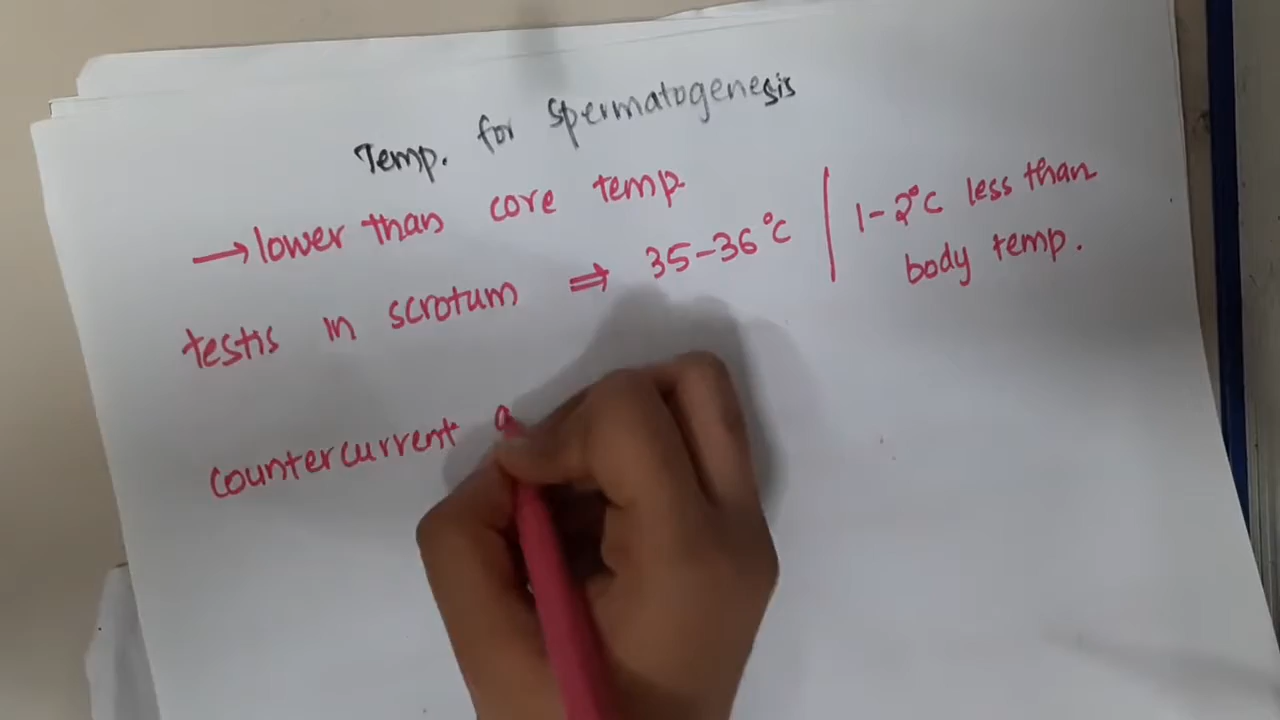 Temp. for spermatogenesis
→ lower than core temp
testis in scrotum ⇒ 35-36°C | 1-2°C less than
body temp.
countercurrent